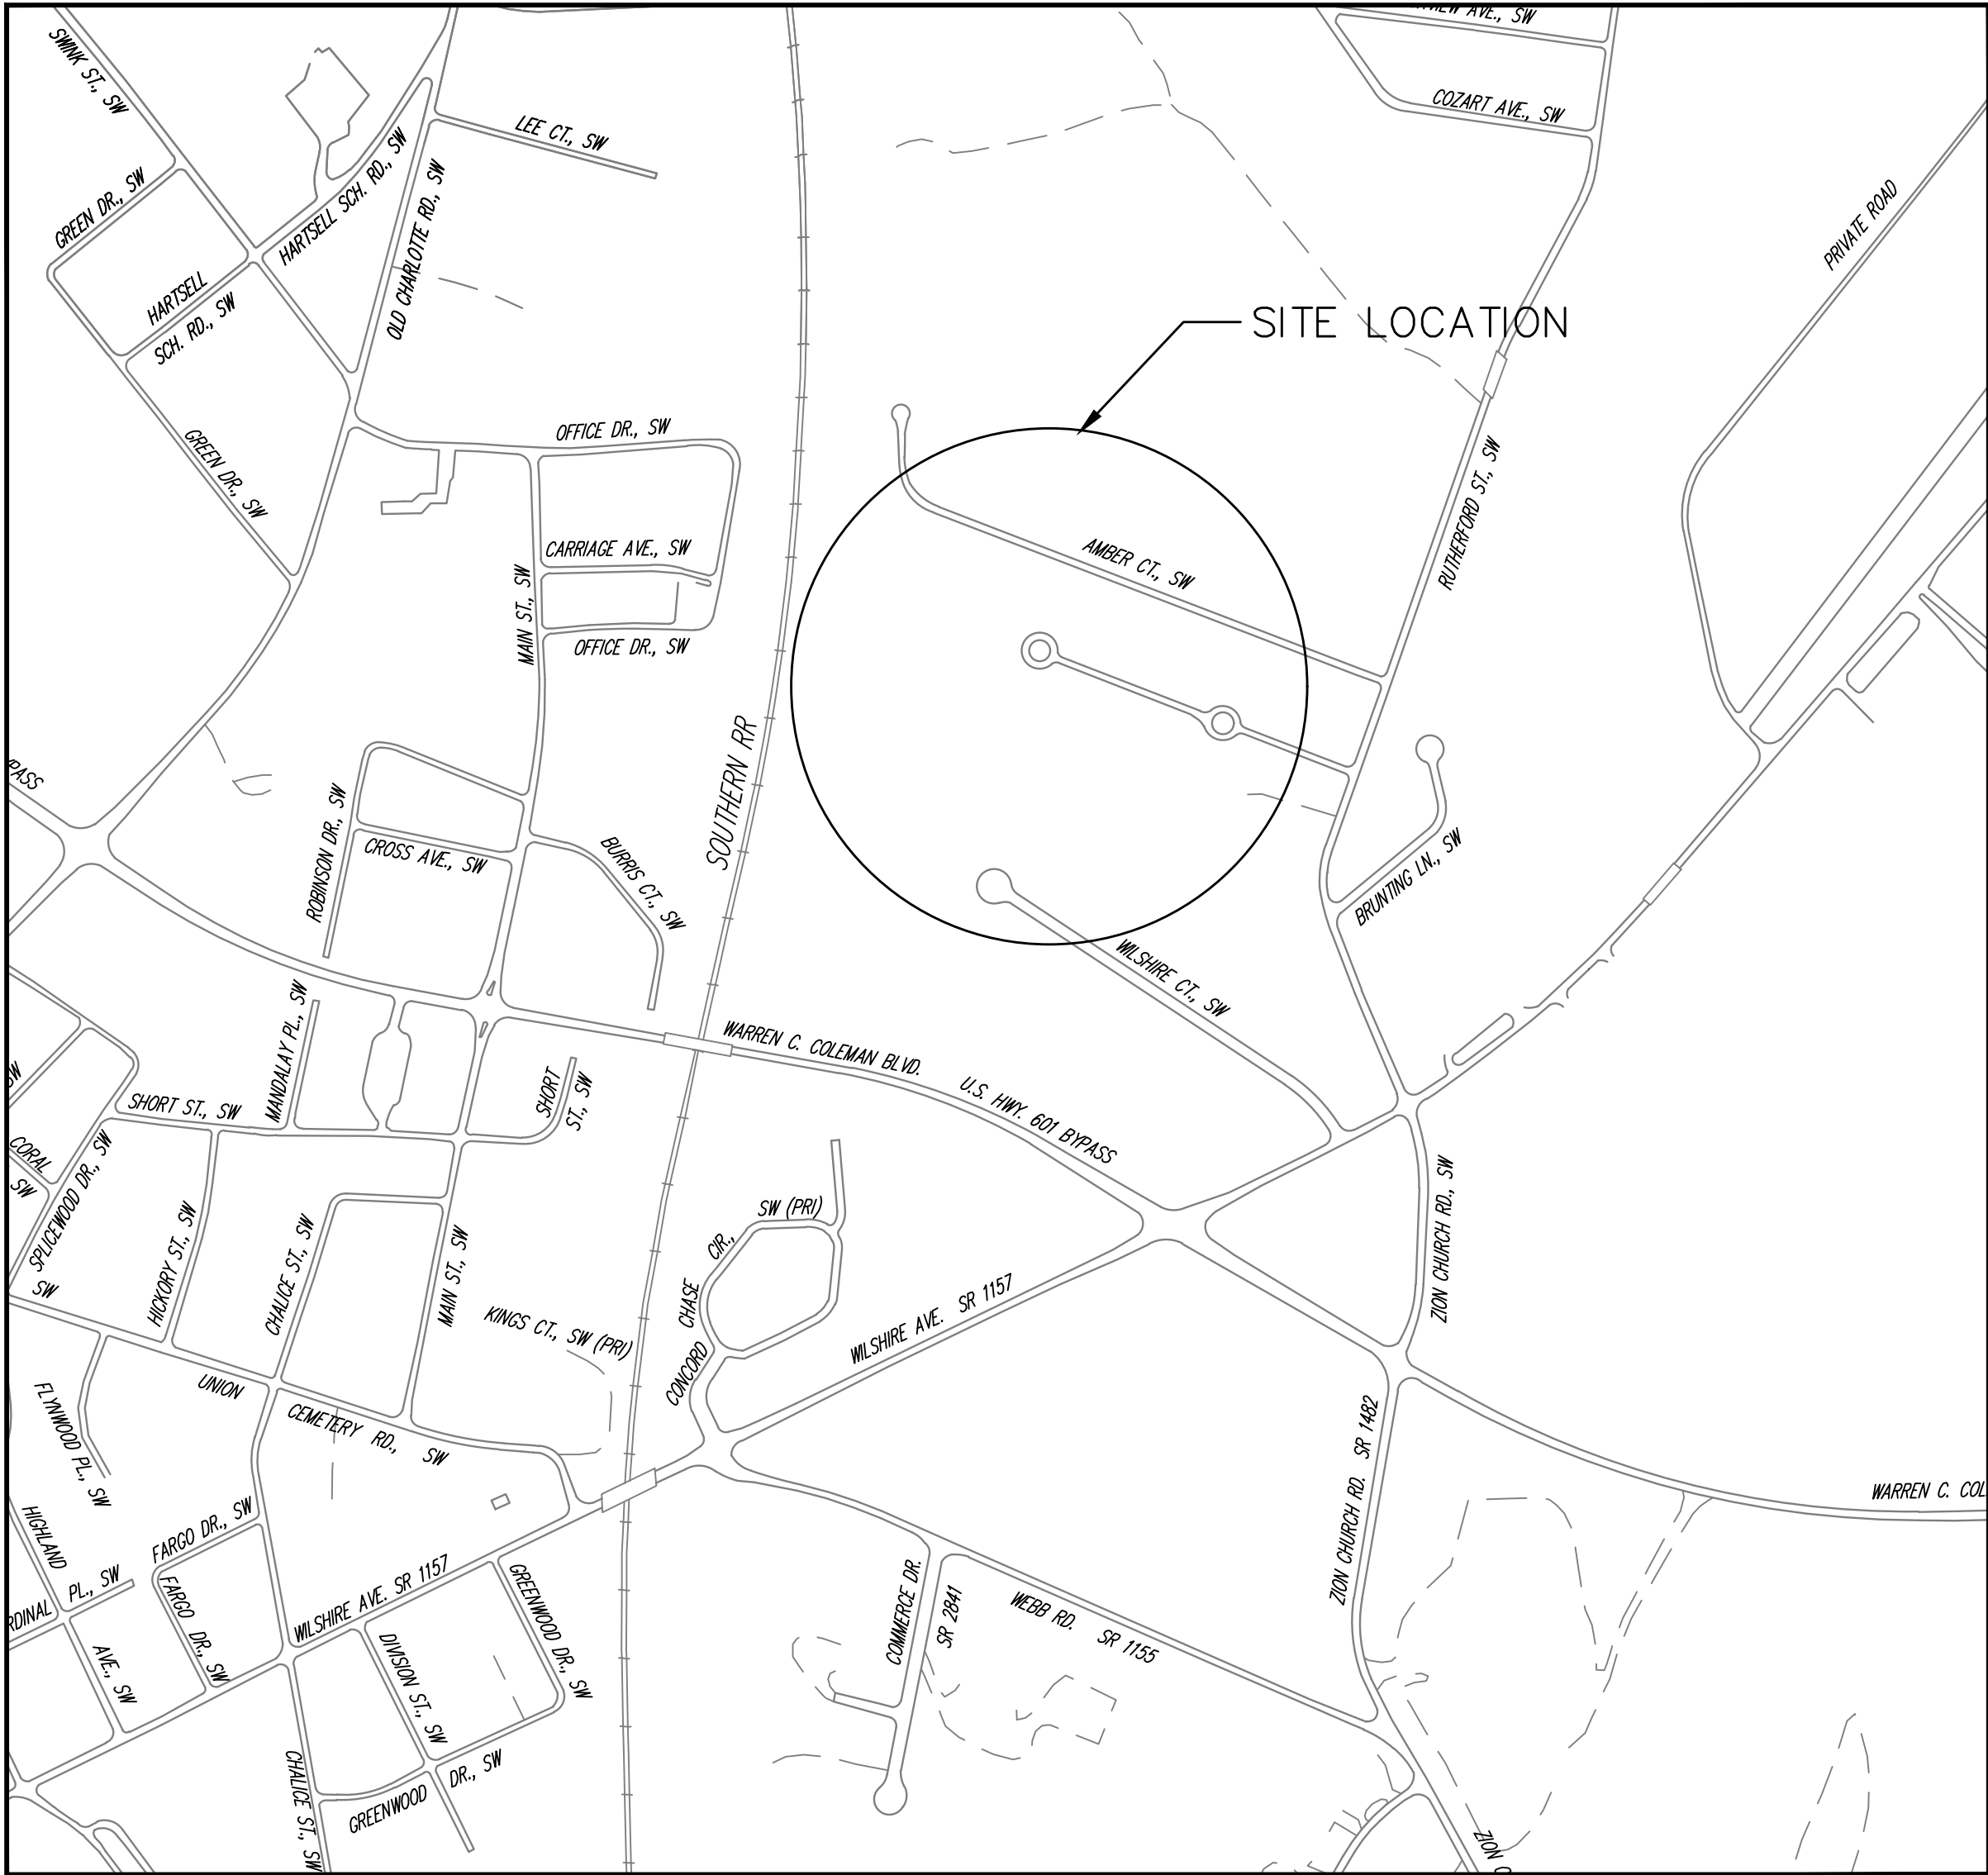 SWINK ST., SW
COZART AVE., SW
LEE CT., SW
GREEN DR., SW
HARTSELL SCH. RD., SW
OLD CHARLOTTE RD., SW
PRIVATE ROAD
HARTSELL
SCH. RD., SW
SITE LOCATION
OFFICE DR., SW
GREEN DR., SW
RUTHERFORD ST., SW
CARRIAGE AVE., SW
AMBER CT., SW
MAIN ST., SW
OFFICE DR., SW
SOUTHERN RR
ROBINSON DR., SW
CROSS AVE., SW
BURRIS CT., SW
BRUNTING LN., SW
WILSHIRE CT., SW
MANDALAY PL., SW
WARREN C. COLEMAN BLVD.
U.S. HWY. 601 BYPASS
SHORT
ST., SW
SHORT ST., SW
SW
CORAL
SW
SPLICEWOOD DR., SW
SW
HICKORY ST., SW
CHALICE ST., SW
MAIN ST., SW
CONCORD
CHASE
CIR.,
SW (PRI)
ZION CHURCH RD., SW
KINGS CT., SW (PRI)
WILSHIRE AVE. SR 1157
UNION
CEMETERY RD., SW
FLYNWOOD PL., SW
ZION CHURCH RD. SR 1482
WARREN C. COL
HIGHLAND
PL., SW
FARGO DR., SW
FARGO
DR., SW
WILSHIRE AVE. SR 1157
GREENWOOD DR., SW
COMMERCE DR.
SR 2841
WEBB RD. SR 1155
RDINAL
AVE., SW
DIVISION ST., SW
CHALICE ST., SW
GREENWOOD
DR., SW
ZION C